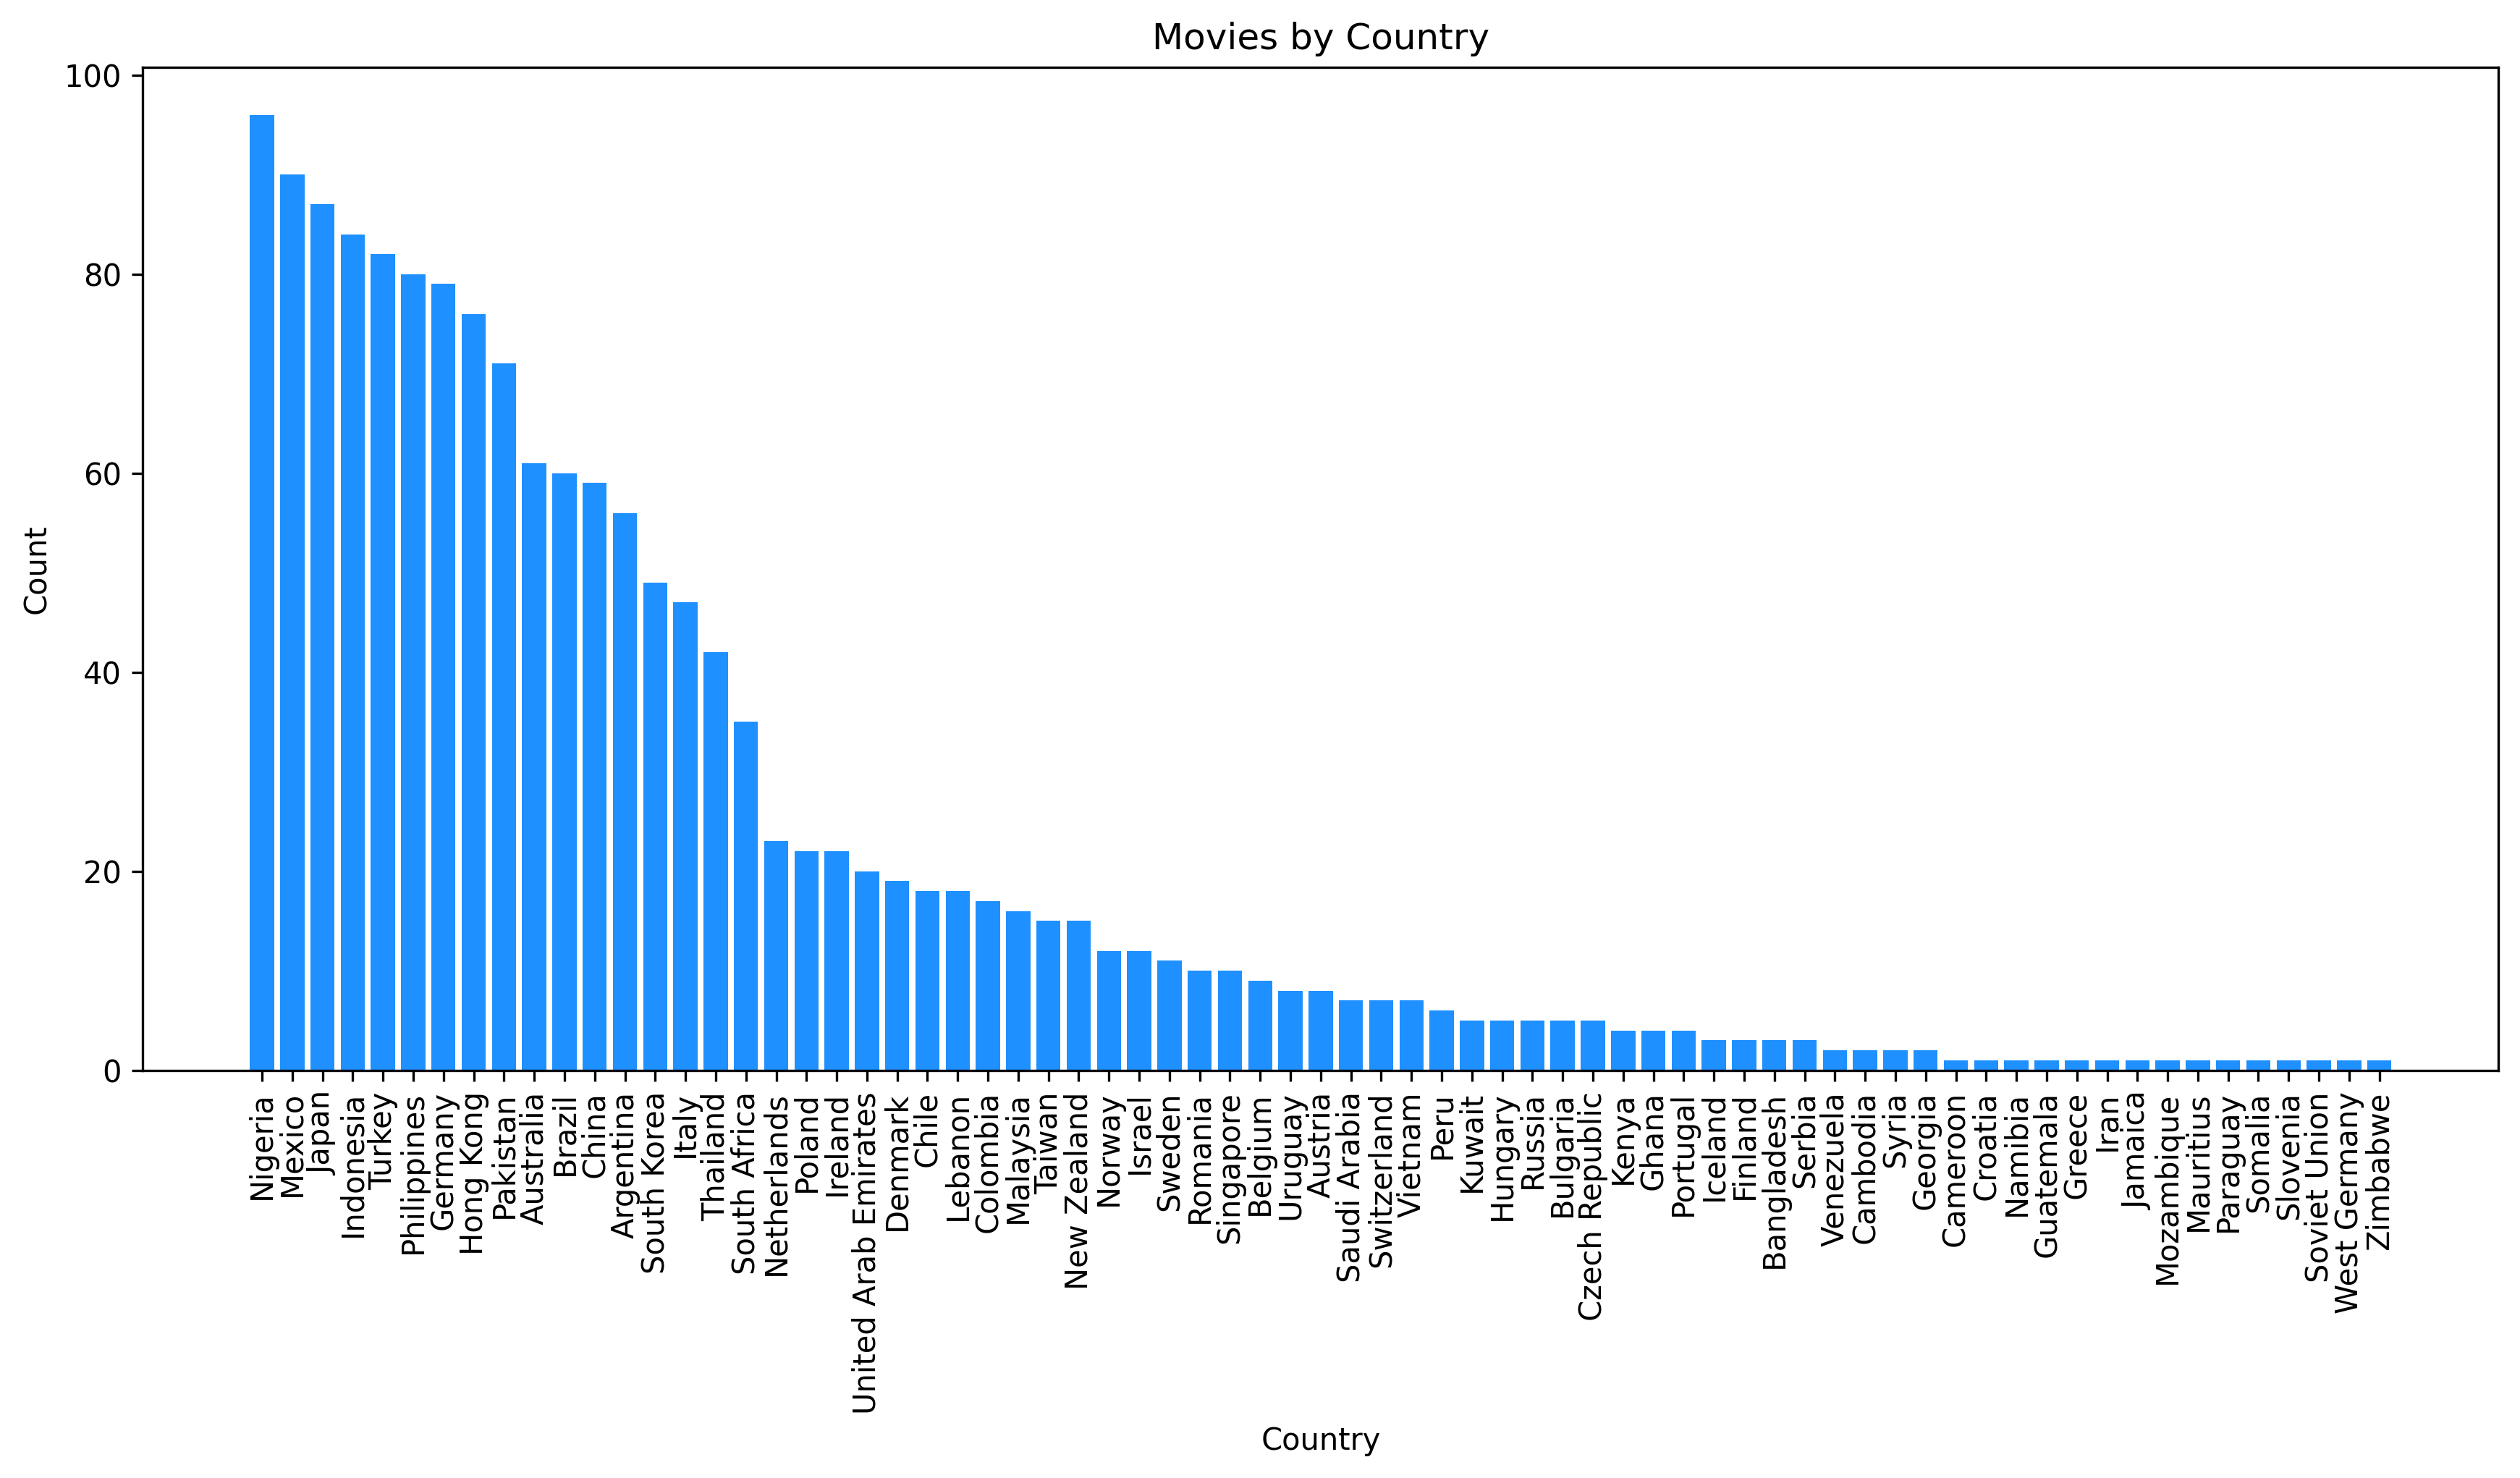 Movies by Country
Count
100
80
60
40
20
0
Nigeria
Mexico
Japan
Indonesia
Turkey
Philippines
Germany
Hong Kong
Pakistan
Australia
Brazil
China
Argentina
South Korea
Italy
Thailand
South Africa
Netherlands
Poland
Ireland
United Arab Emirates
Denmark
Chile
Lebanon
Colombia
Malaysia
Taiwan
New Zealand
Norway
Israel
Sweden
Romania
Singapore
Belgium
Uruguay
Austria
Saudi Arabia
Switzerland
Vietnam
Peru
Kuwait
Hungary
Russia
Bulgaria
Czech Republic
Kenya
Ghana
Portugal
Iceland
Finland
Bangladesh
Serbia
Venezuela
Cambodia
Syria
Georgia
Cameroon
Croatia
Namibia
Guatemala
Greece
Iran
Jamaica
Mozambique
Mauritius
Paraguay
Somalia
Slovenia
Soviet Union
West Germany
Zimbabwe
Country